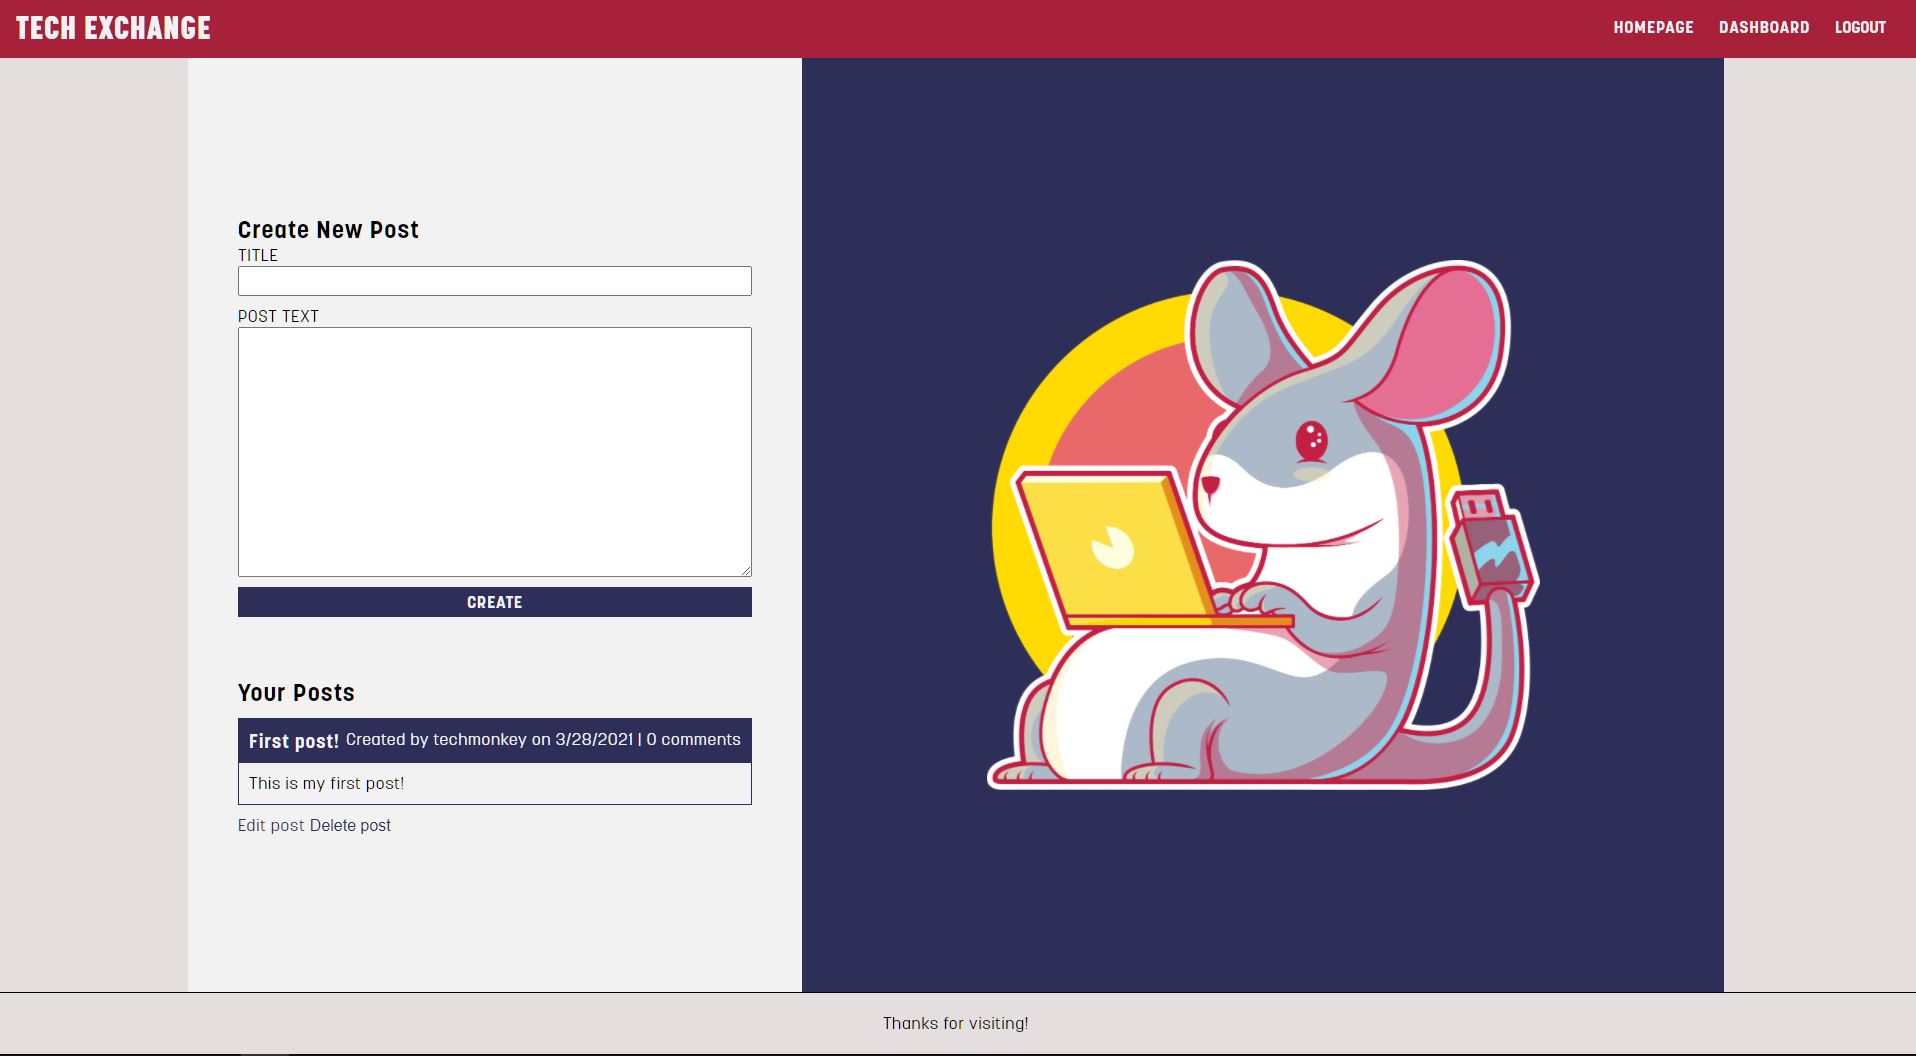 TECH EXCHANGE
HOMEPAGE DASHBOARD LOGOUT
Create New Post
TITLE
POST TEXT
CREATE
Your Posts
First post! Created by techmonkey on 3/28/2021 | 0 comments
This is my first post!
Edit post Delete post
Thanks for visiting!